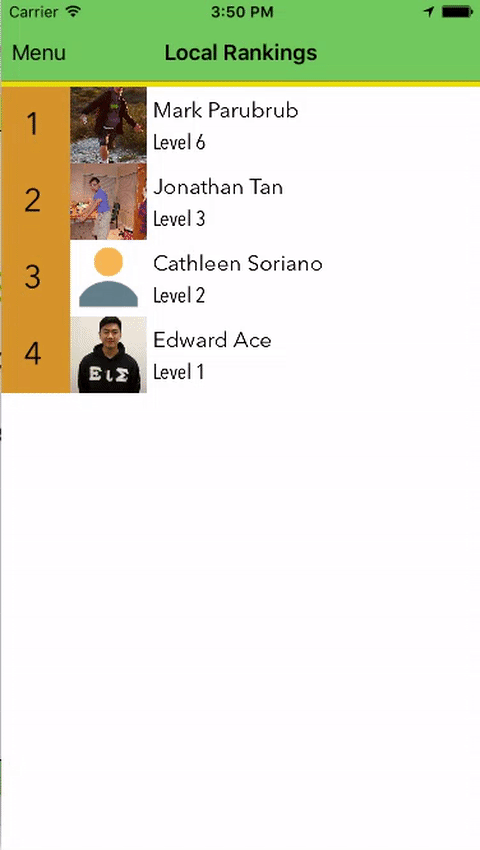 Carrier 3:50 PM
Menu Local Rankings
1 Mark Parubrub
Level 6
2 Jonathan Tan
Level 3
3 Cathleen Soriano
Level 2
4 Edward Ace
Level 1
ΕιΣ